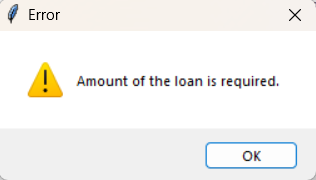 Error
Amount of the loan is required.
OK